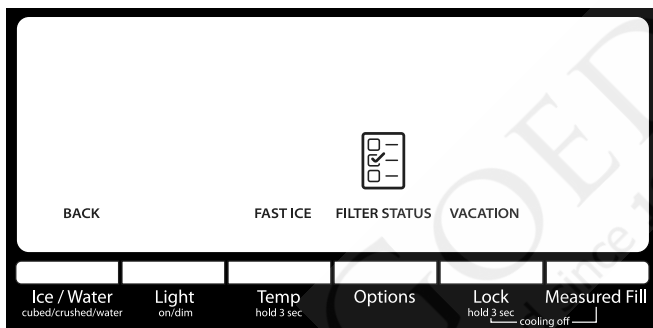 BACK FAST ICE FILTER STATUS VACATION
Ice / Water Light Temp Options Lock Measured Fill
cubed/crushed/water on/dim hold 3 sec hold 3 sec
cooling off